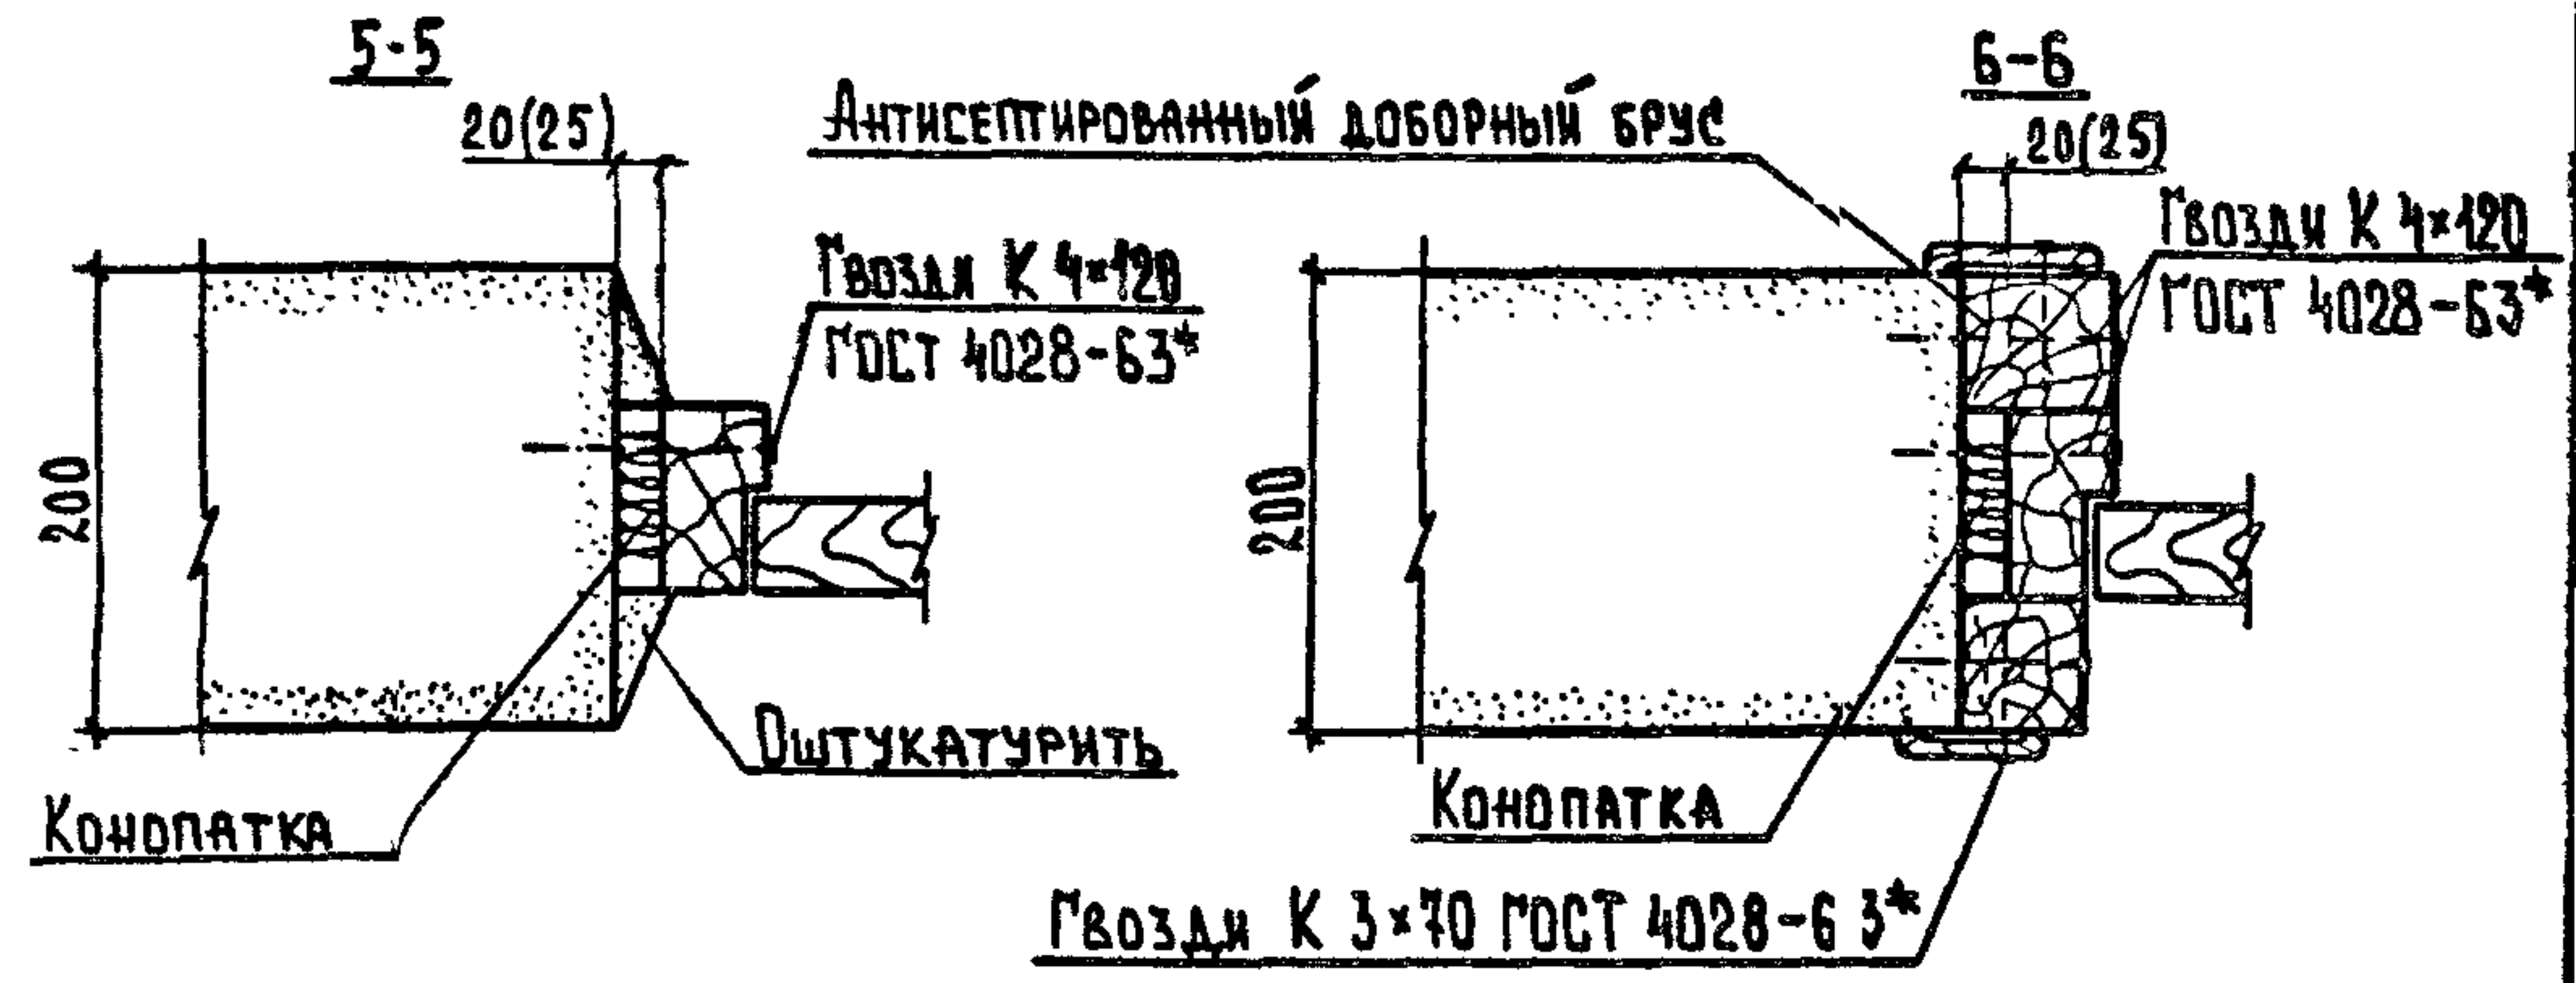 5-5
20(25)
Антисептированный доборный брус
Гвозди К 4×120
ГОСТ 4028-63*
200
Оштукатурить
Конопатка
6-6
20(25)
Гвозди К 4×120
ГОСТ 4028-63*
200
Конопатка
Гвозди К 3×70 ГОСТ 4028-63*